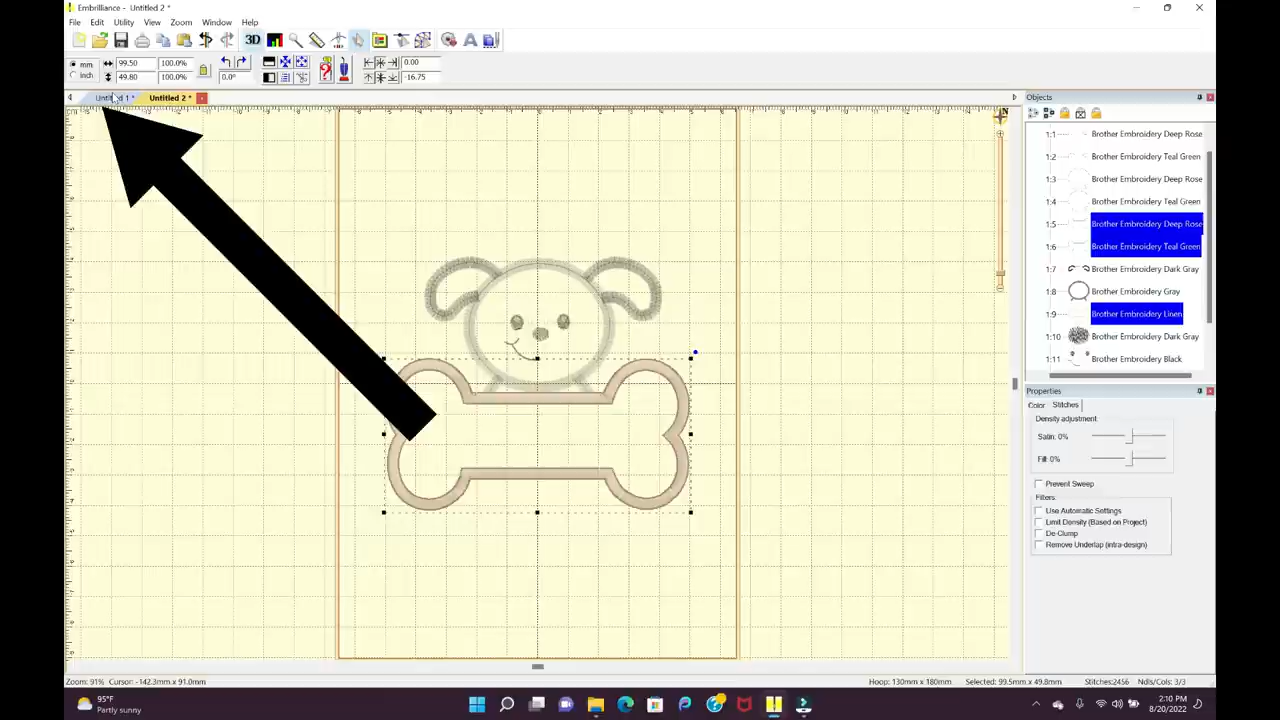 Embrilliance - Untitled 2 *
File Edit Utility View Zoom Window Help
3D
mm 99.50 100.0% 0.00
inch 49.80 100.0% 0.0° -16.75
Untitled 1 * Untitled 2 *
Objects
1:1 Brother Embroidery Deep Rose
1:2 Brother Embroidery Teal Green
1:3 Brother Embroidery Deep Rose
1:4 Brother Embroidery Teal Green
1:5 Brother Embroidery Deep Rose
1:6 Brother Embroidery Teal Green
1:7 Brother Embroidery Dark Gray
1:8 Brother Embroidery Gray
1:9 Brother Embroidery Linen
1:10 Brother Embroidery Dark Gray
1:11 Brother Embroidery Black
Properties
Color Stitches
Density adjustment
Satin: 0%
Fill: 0%
Prevent Sweep
Filters
Use Automatic Settings
Limit Density (Based on Project)
De-Clump
Remove Underlap (intra-design)
Zoom: 91% Cursor: -142.3mm x 91.0mm Hoop: 130mm x 180mm Selected: 99.5mm x 49.8mm Stitches:2456 Ndls/Cols: 3/3
95°F
Partly sunny
2:10 PM
8/20/2022